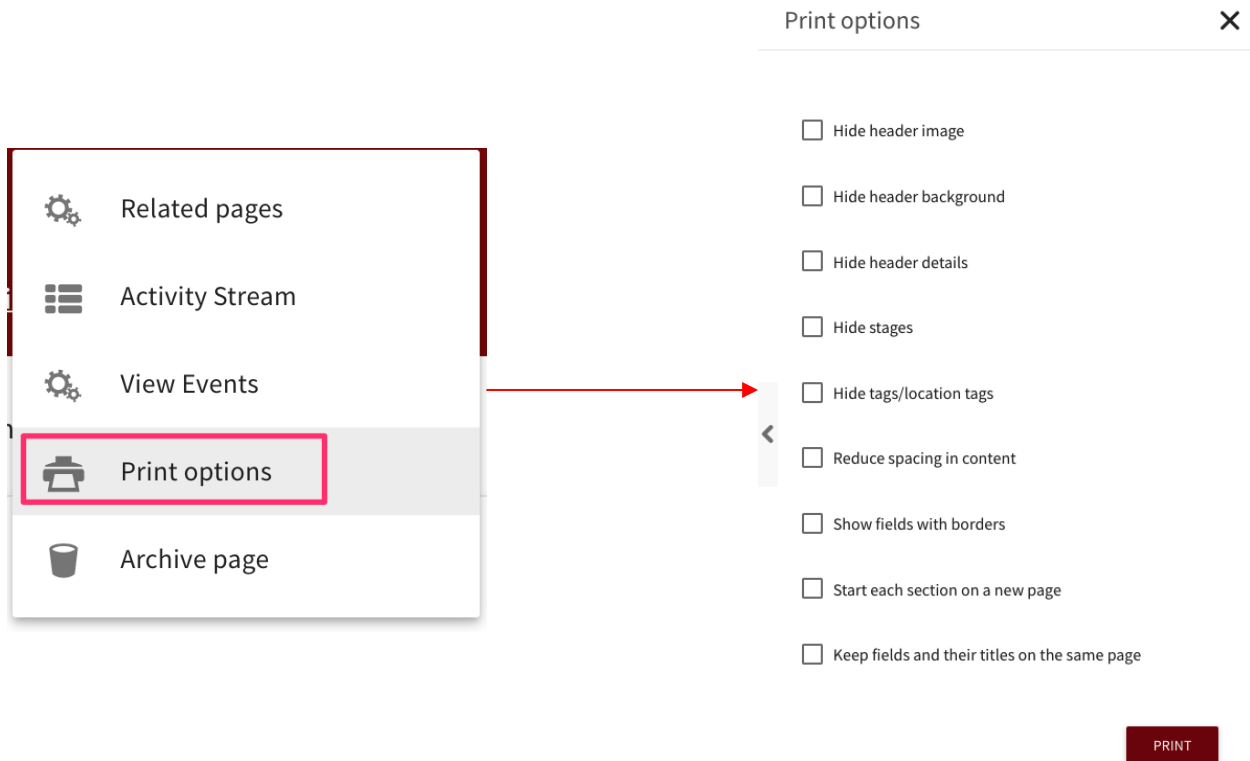 Print options
Related pages
Activity Stream
View Events
Print options
Archive page
Hide header image
Hide header background
Hide header details
Hide stages
Hide tags/location tags
Reduce spacing in content
Show fields with borders
Start each section on a new page
Keep fields and their titles on the same page
PRINT